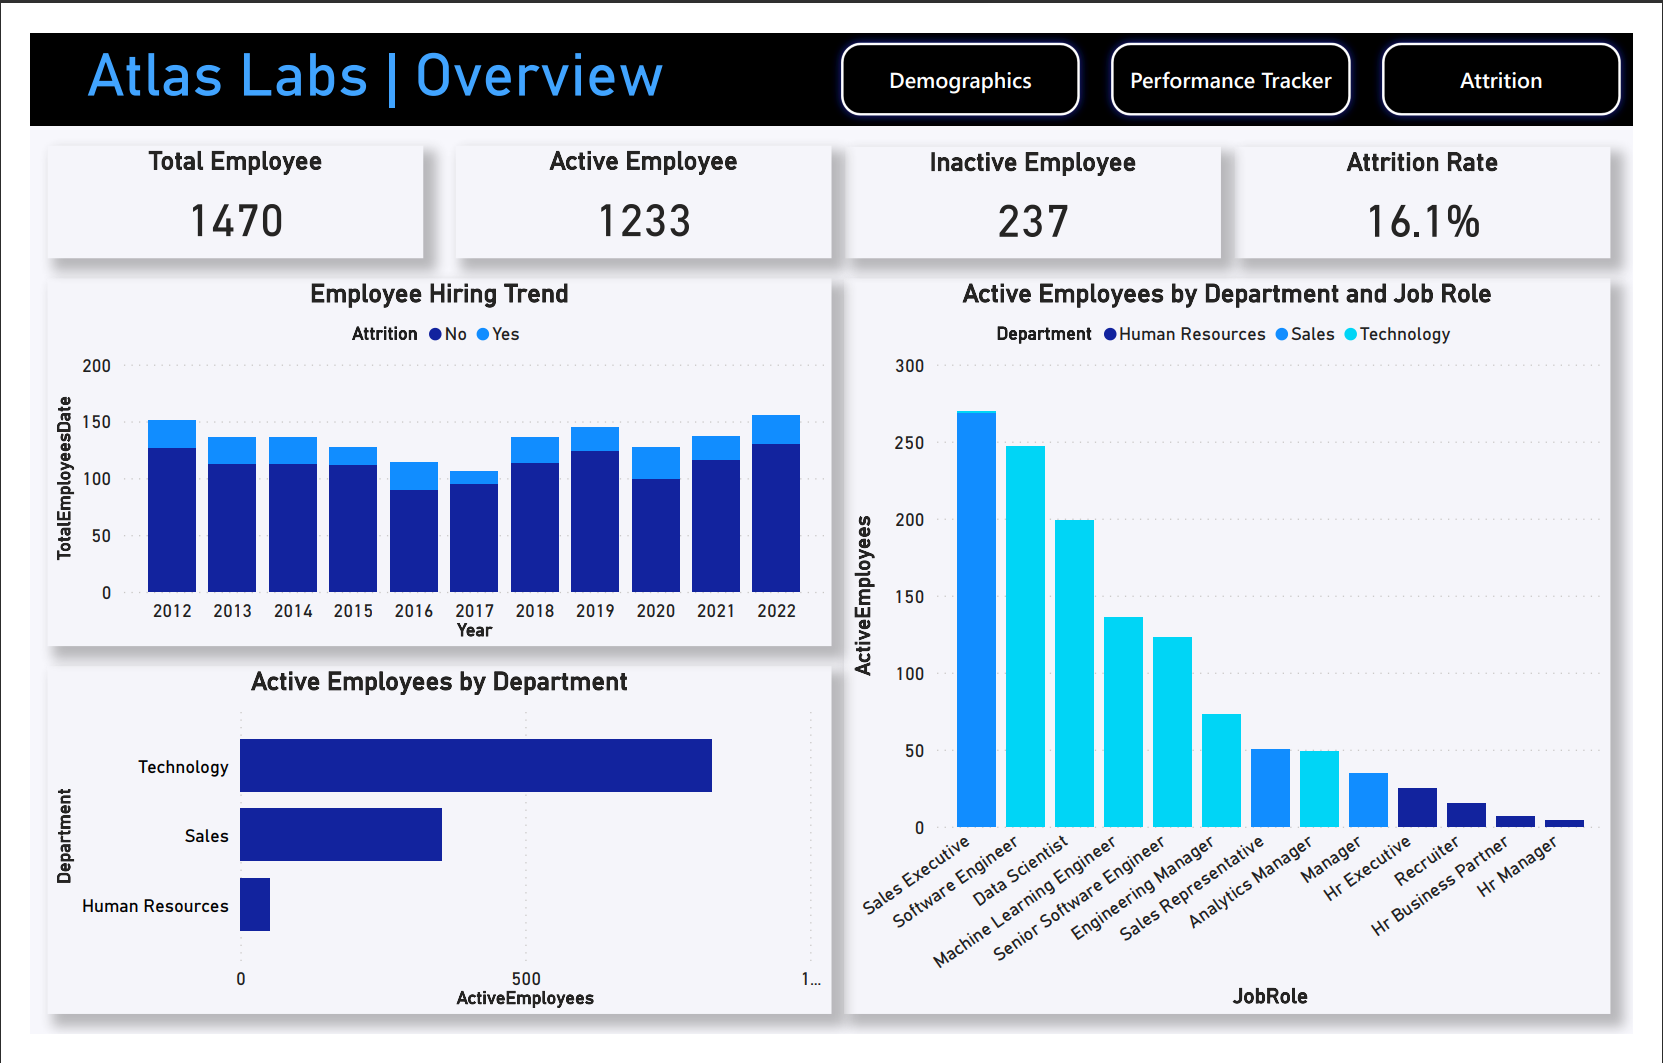 Atlas Labs | Overview
Demographics
Performance Tracker
Attrition
Total Employee
1470
Active Employee
1233
Inactive Employee
237
Attrition Rate
16.1%
Employee Hiring Trend
Attrition No Yes
TotalEmployeesDate
200
150
100
50
0
2012 2013 2014 2015 2016 2017 2018 2019 2020 2021 2022
Year
Active Employees by Department
Department
Technology
Sales
Human Resources
0 500 1...
ActiveEmployees
Active Employees by Department and Job Role
Department Human Resources Sales Technology
ActiveEmployees
300
250
200
150
100
50
0
Sales Executive
Software Engineer
Data Scientist
Machine Learning Engineer
Senior Software Engineer
Engineering Manager
Sales Representative
Analytics Manager
Manager
Hr Executive
Recruiter
Hr Business Partner
Hr Manager
JobRole